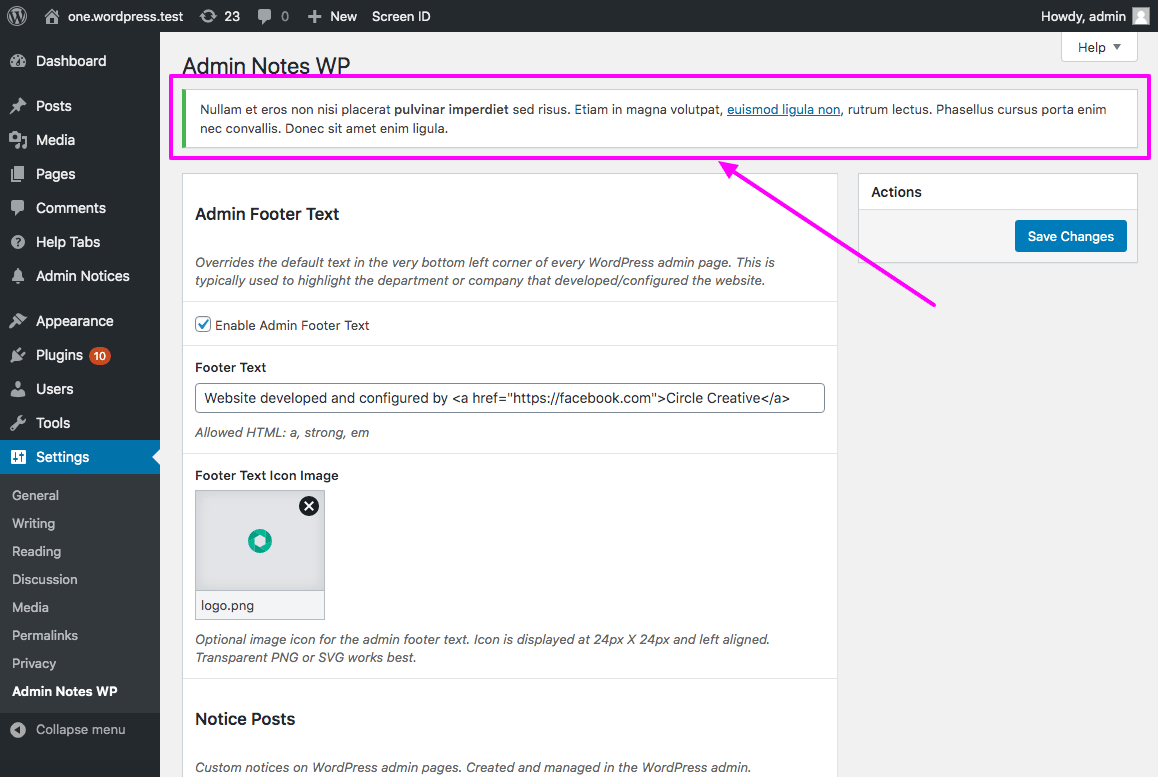 one.wordpress.test 23 0 New Screen ID Howdy, admin
Help
Dashboard
Posts
Media
Pages
Comments
Help Tabs
Admin Notices
Appearance
Plugins 10
Users
Tools
Settings
General
Writing
Reading
Discussion
Media
Permalinks
Privacy
Admin Notes WP
Collapse menu
Admin Notes WP
Nullam et eros non nisi placerat pulvinar imperdiet sed risus. Etiam in magna volutpat, euismod ligula non, rutrum lectus. Phasellus cursus porta enim
nec convallis. Donec sit amet enim ligula.
Admin Footer Text
Overrides the default text in the very bottom left corner of every WordPress admin page. This is
typically used to highlight the department or company that developed/configured the website.
Enable Admin Footer Text
Footer Text
Website developed and configured by <a href="https://facebook.com">Circle Creative</a>
Allowed HTML: a, strong, em
Footer Text Icon Image
logo.png
Optional image icon for the admin footer text. Icon is displayed at 24px X 24px and left aligned.
Transparent PNG or SVG works best.
Notice Posts
Custom notices on WordPress admin pages. Created and managed in the WordPress admin.
Actions
Save Changes